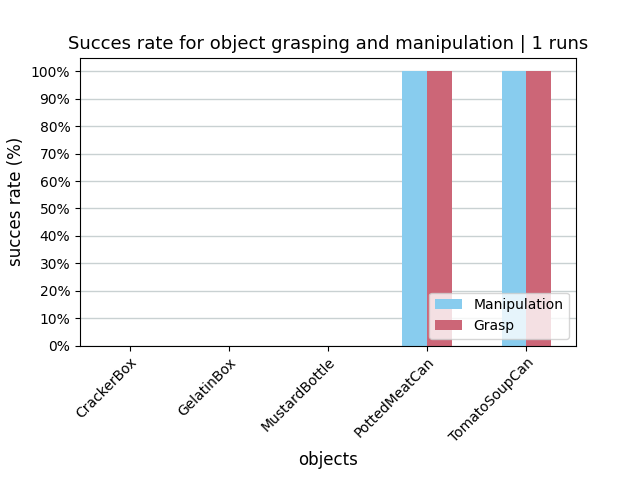 Succes rate for object grasping and manipulation | 1 runs
succes rate (%)
100%
90%
80%
70%
60%
50%
40%
30%
20%
10%
0%
Manipulation
Grasp
CrackerBox
GelatinBox
MustardBottle
PottedMeatCan
TomatoSoupCan
objects